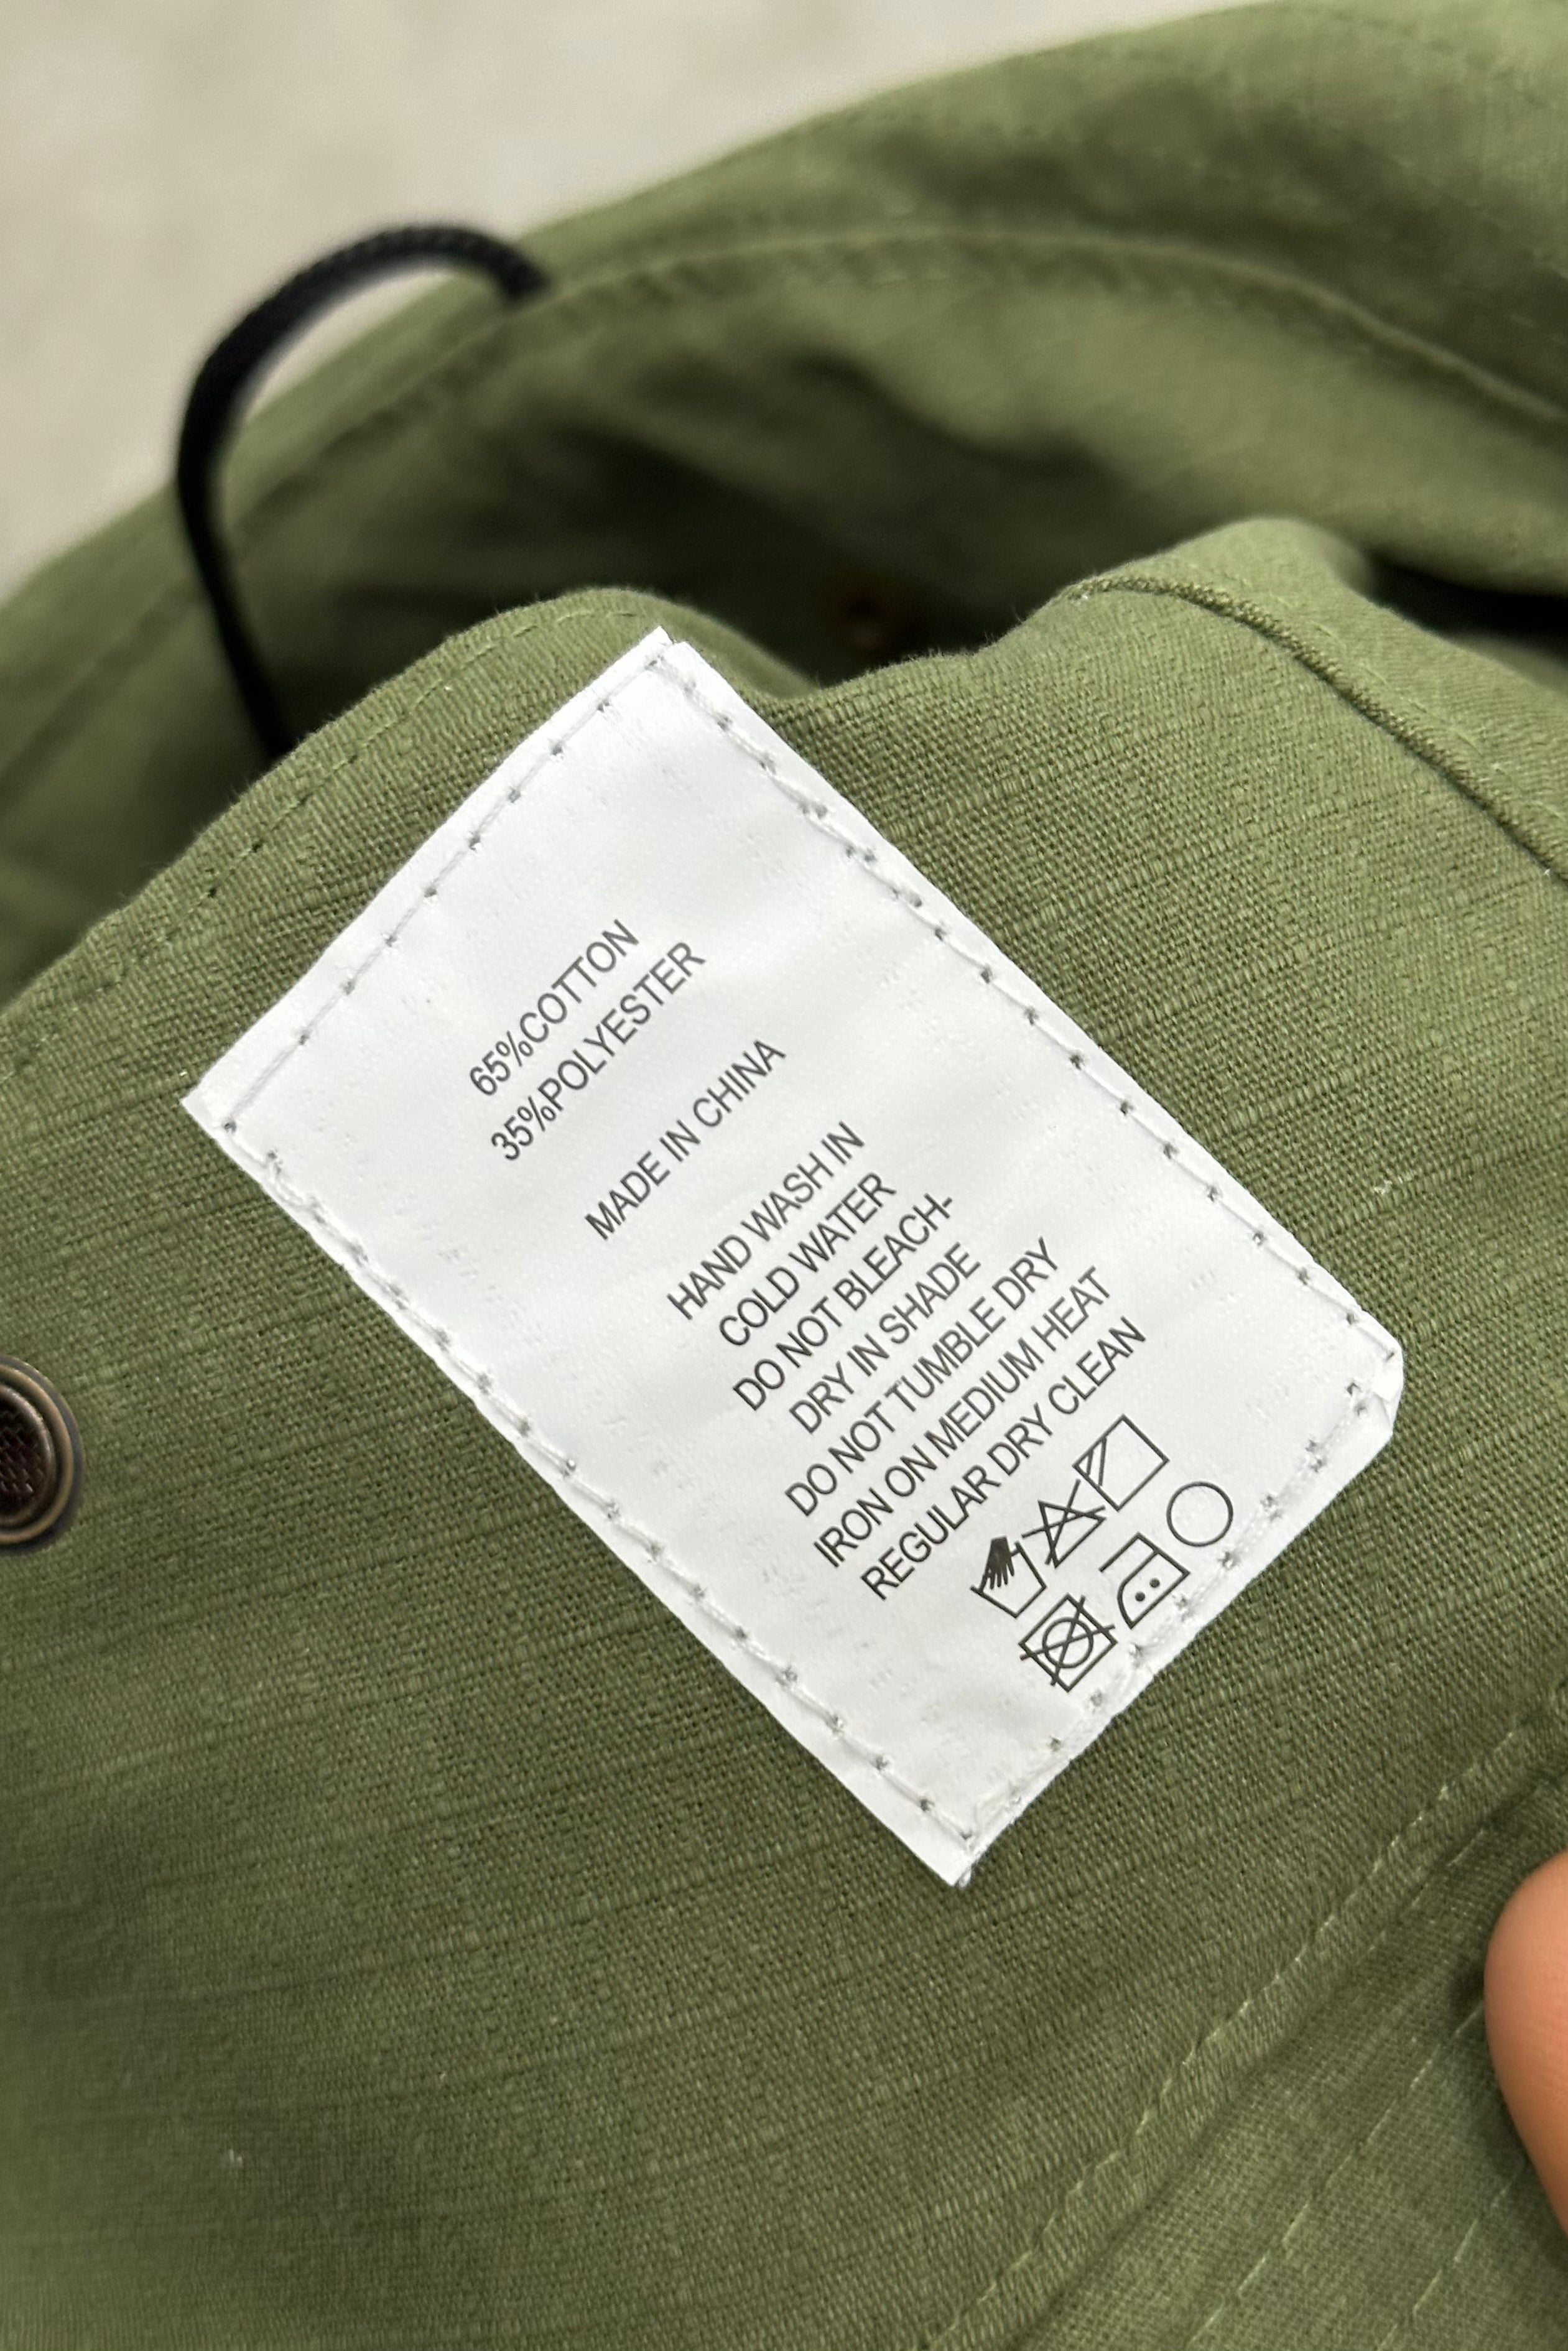 65%COTTON
35%POLYESTER
MADE IN CHINA
HAND WASH IN
COLD WATER
DO NOT BLEACH-
DRY IN SHADE
DO NOT TUMBLE DRY
IRON ON MEDIUM HEAT
REGULAR DRY CLEAN